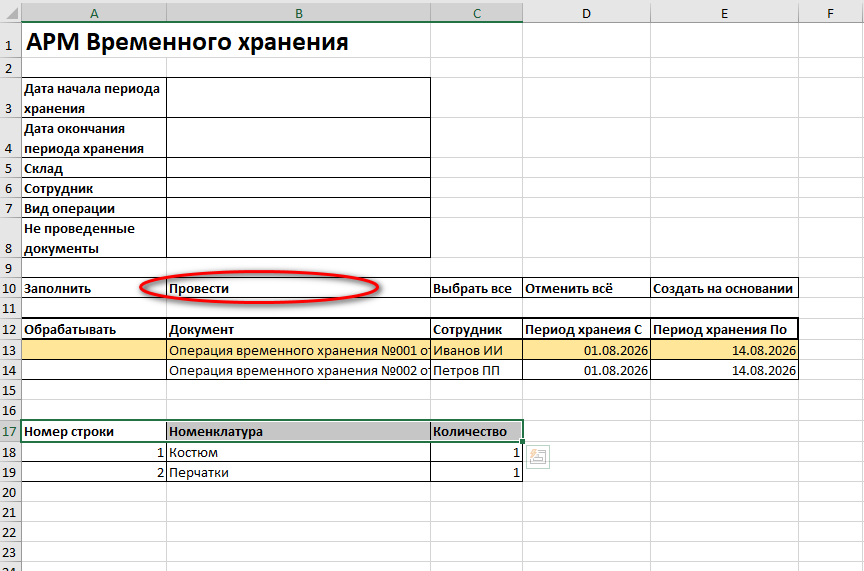 A B C D E F
1 АРМ Временного хранения
2
Дата начала периода
3 хранения
Дата окончания
4 периода хранения
5 Склад
6 Сотрудник
7 Вид операции
Не проведенные
8 документы
9
10 Заполнить Провести Выбрать все Отменить всё Создать на основании
11
12 Обрабатывать Документ Сотрудник Период хранеия С Период хранения По
13 Операция временного хранения №001 от Иванов ИИ 01.08.2026 14.08.2026
14 Операция временного хранения №002 от Петров ПП 01.08.2026 14.08.2026
15
16
17 Номер строки Номенклатура Количество
18 1 Костюм 1
19 2 Перчатки 1
20
21
22
23